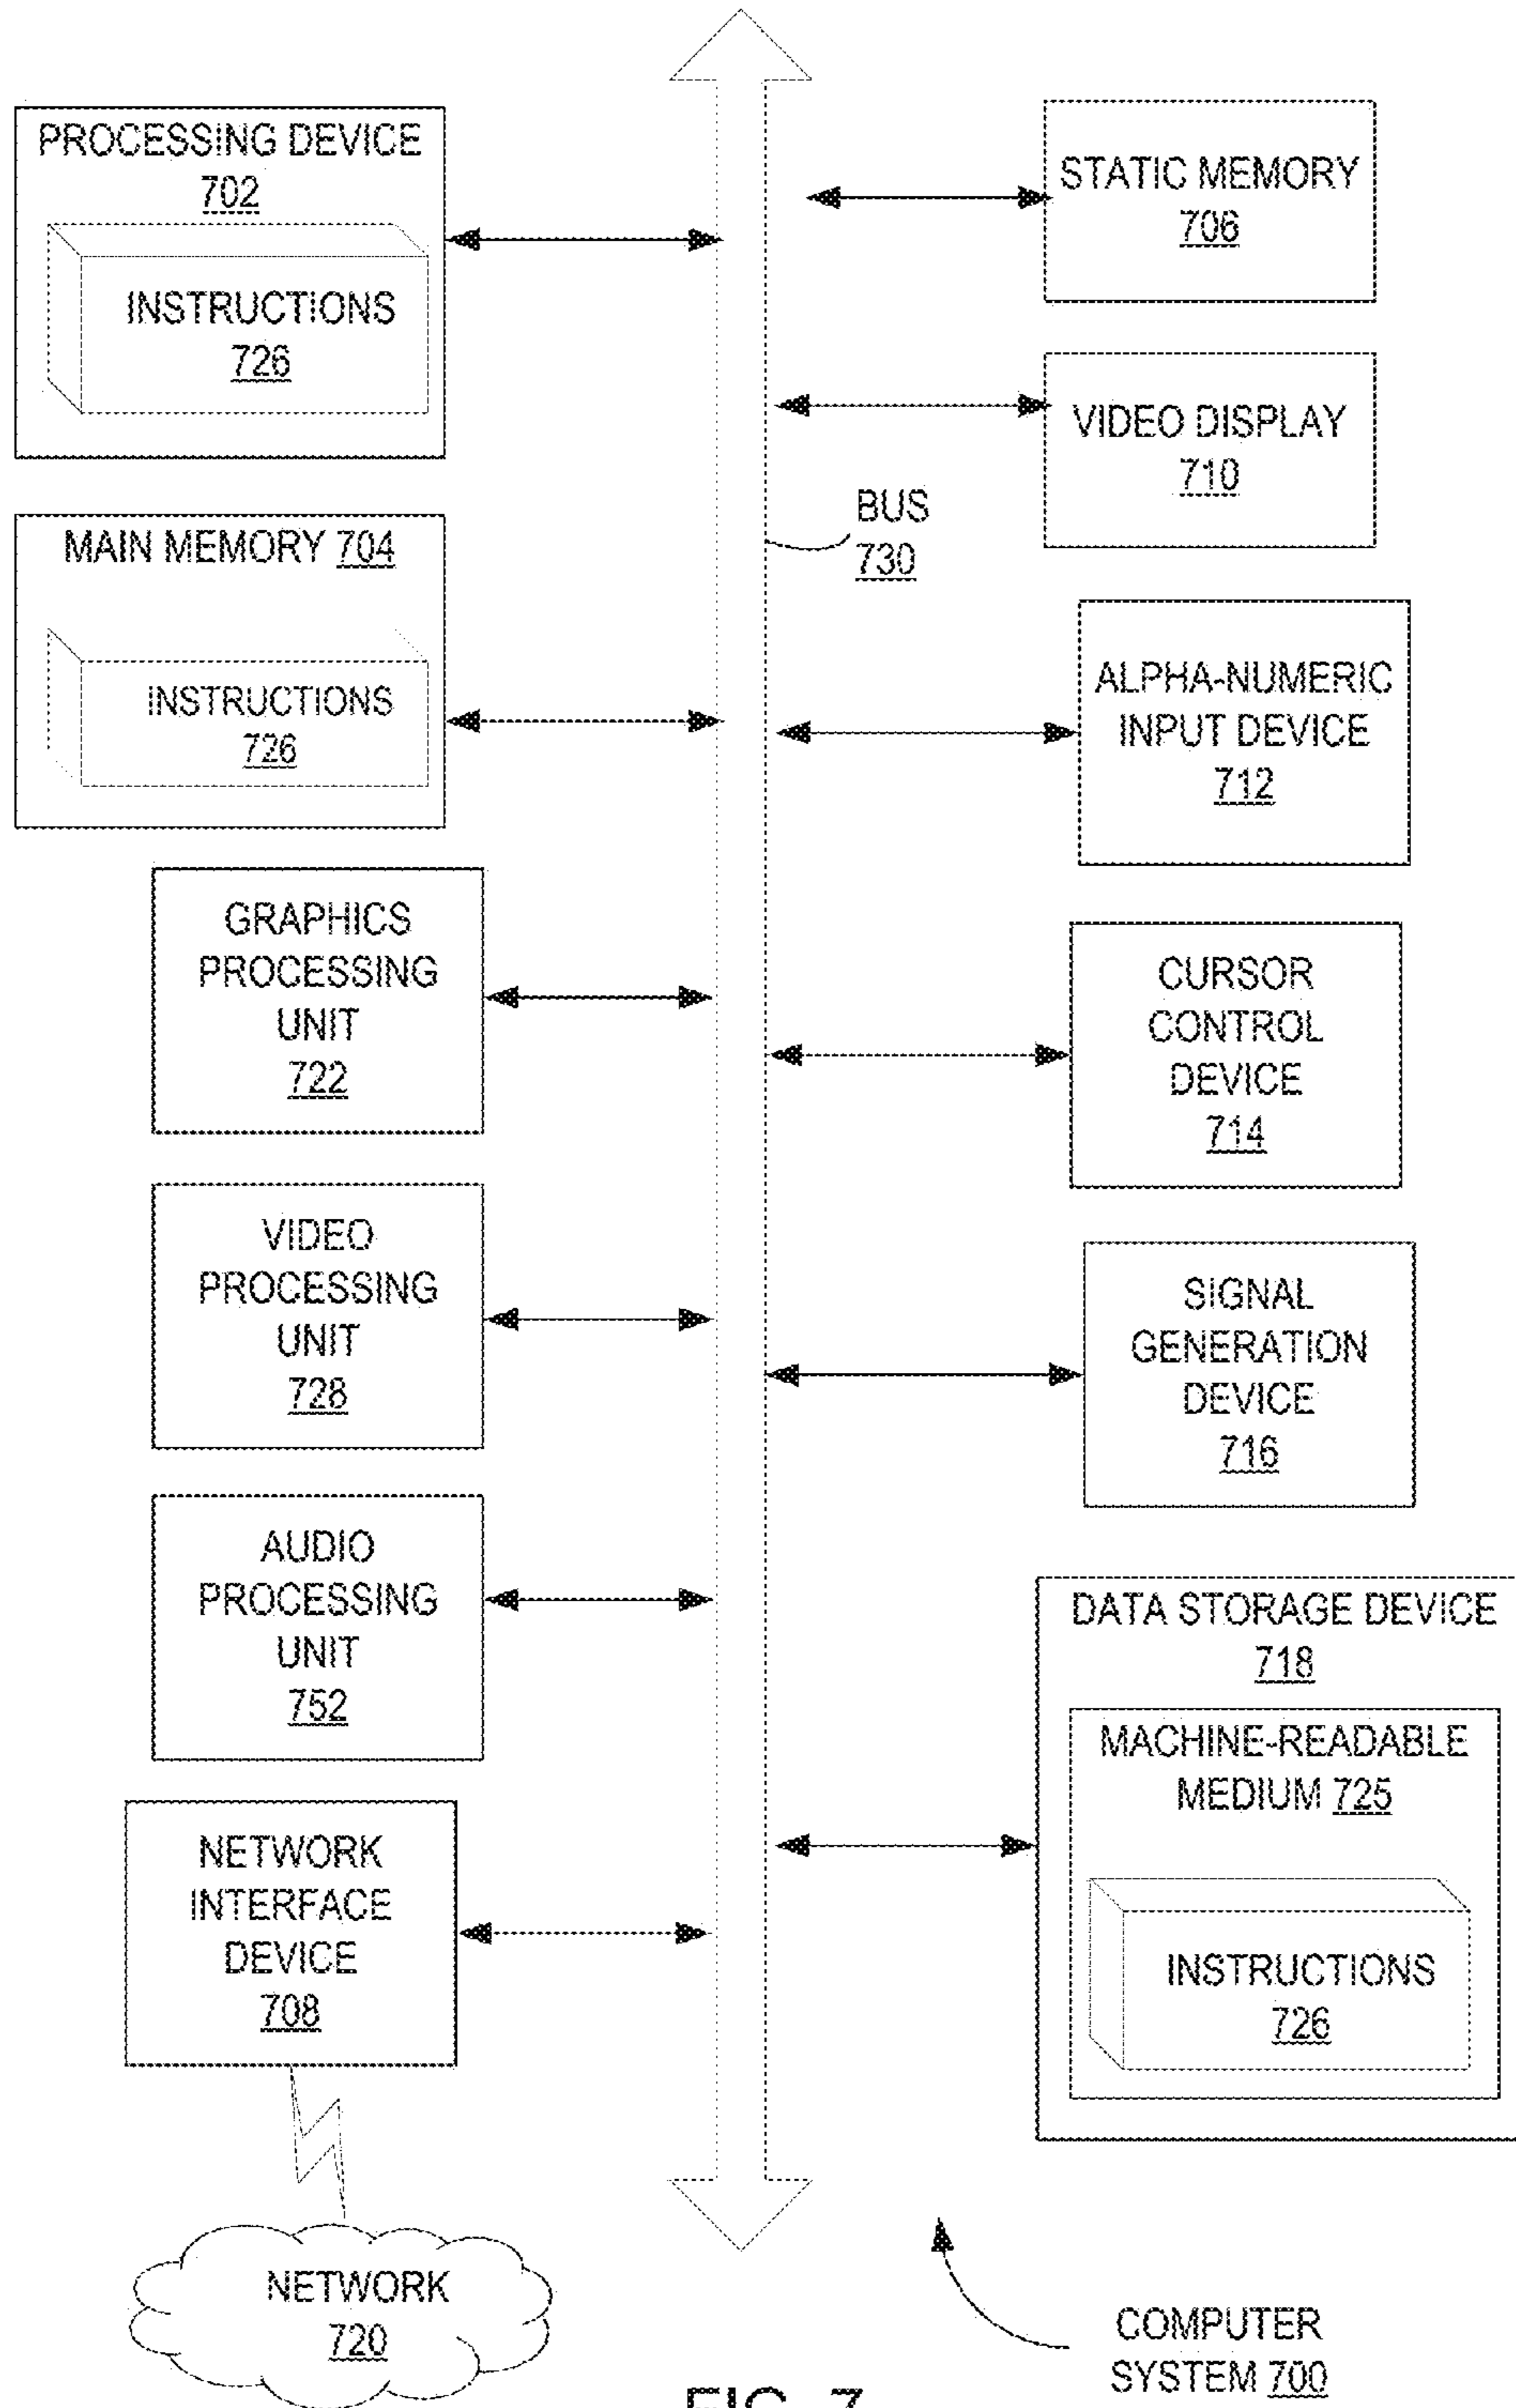 PROCESSING DEVICE
702
INSTRUCTIONS
726
MAIN MEMORY 704
INSTRUCTIONS
726
GRAPHICS
PROCESSING
UNIT
722
VIDEO
PROCESSING
UNIT
728
AUDIO
PROCESSING
UNIT
752
NETWORK
INTERFACE
DEVICE
708
NETWORK
720
BUS
730
STATIC MEMORY
706
VIDEO DISPLAY
710
ALPHA-NUMERIC
INPUT DEVICE
712
CURSOR
CONTROL
DEVICE
714
SIGNAL
GENERATION
DEVICE
716
DATA STORAGE DEVICE
718
MACHINE-READABLE
MEDIUM 725
INSTRUCTIONS
726
COMPUTER
SYSTEM 700
FIG. 7